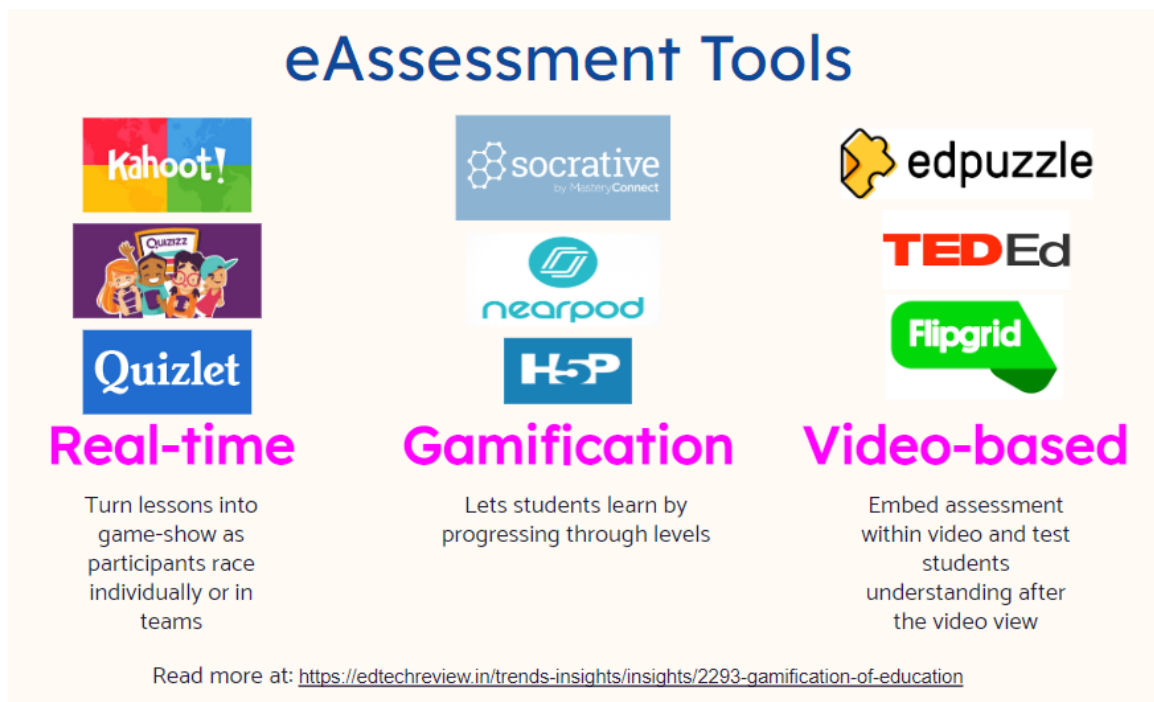 eAssessment Tools
Kahoot!
Quizizz
Quizlet
Real-time
Turn lessons into
game-show as
participants race
individually or in
teams
socrative
by MasteryConnect
nearpod
H5P
Gamification
Lets students learn by
progressing through levels
edpuzzle
TEDEd
Flipgrid
Video-based
Embed assessment
within video and test
students
understanding after
the video view
Read more at: https://edtechreview.in/trends-insights/insights/2293-gamification-of-education